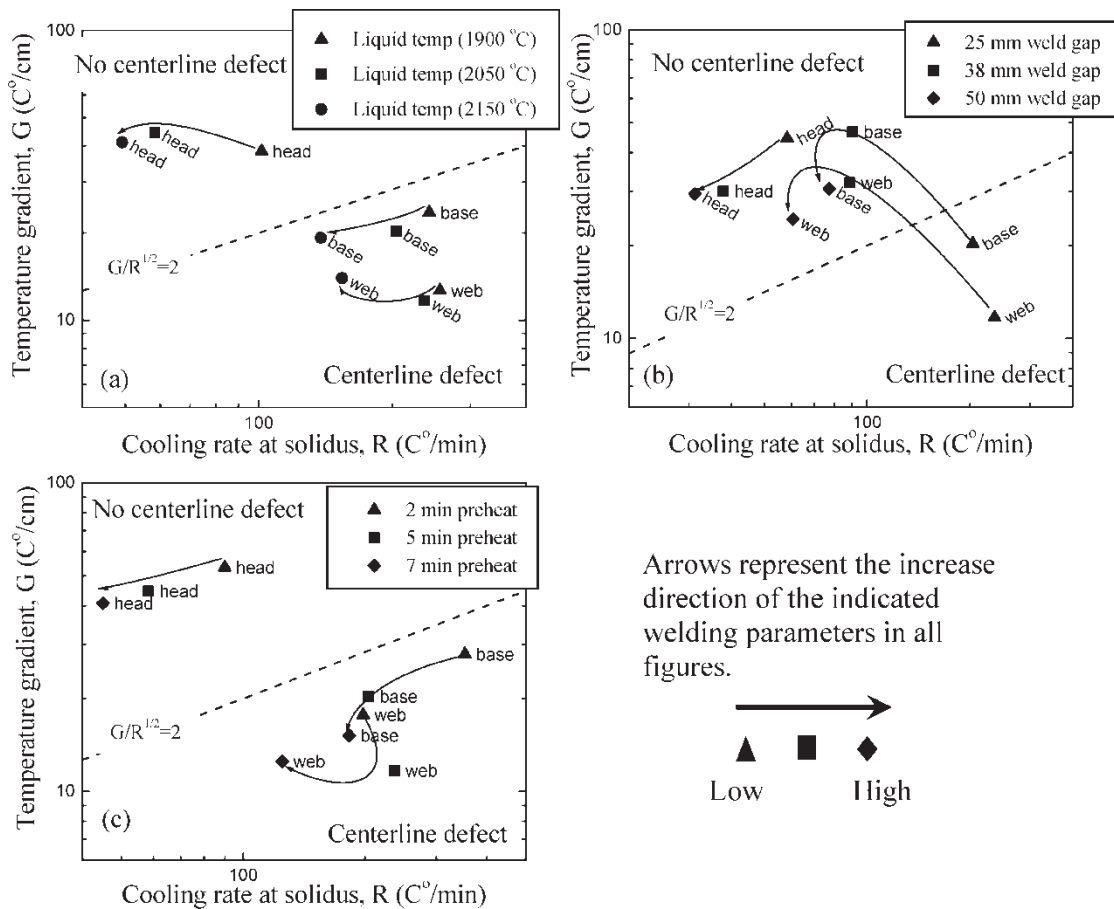 100
No centerline defect
Liquid temp (1900 °C)
Liquid temp (2050 °C)
Liquid temp (2150 °C)
head
head
head
base
base
base
web
web
web
G/R^1/2=2
10
(a)
Centerline defect
100
Temperature gradient, G (C°/cm)
Cooling rate at solidus, R (C°/min)
100
No centerline defect
25 mm weld gap
38 mm weld gap
50 mm weld gap
head
base
head
head
web
base
web
base
web
G/R^1/2=2
10
(b)
Centerline defect
100
Temperature gradient, G (C°/cm)
Cooling rate at solidus, R (C°/min)
100
No centerline defect
2 min preheat
5 min preheat
7 min preheat
head
head
head
base
base
web
base
web
web
G/R^1/2=2
10
(c)
Centerline defect
100
Temperature gradient, G (C°/cm)
Cooling rate at solidus, R (C°/min)
Arrows represent the increase
direction of the indicated
welding parameters in all
figures.
Low High